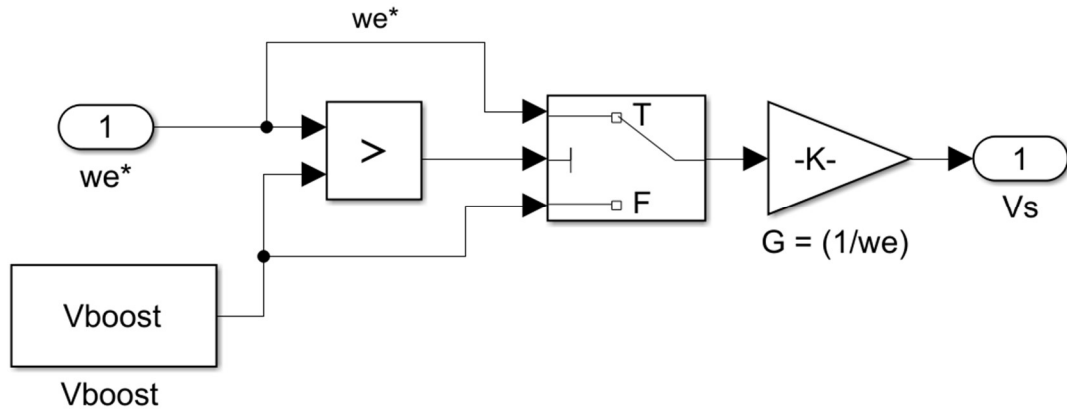 we*
1
we*
>
T
F
-K-
G = (1/we)
1
Vs
Vboost
Vboost